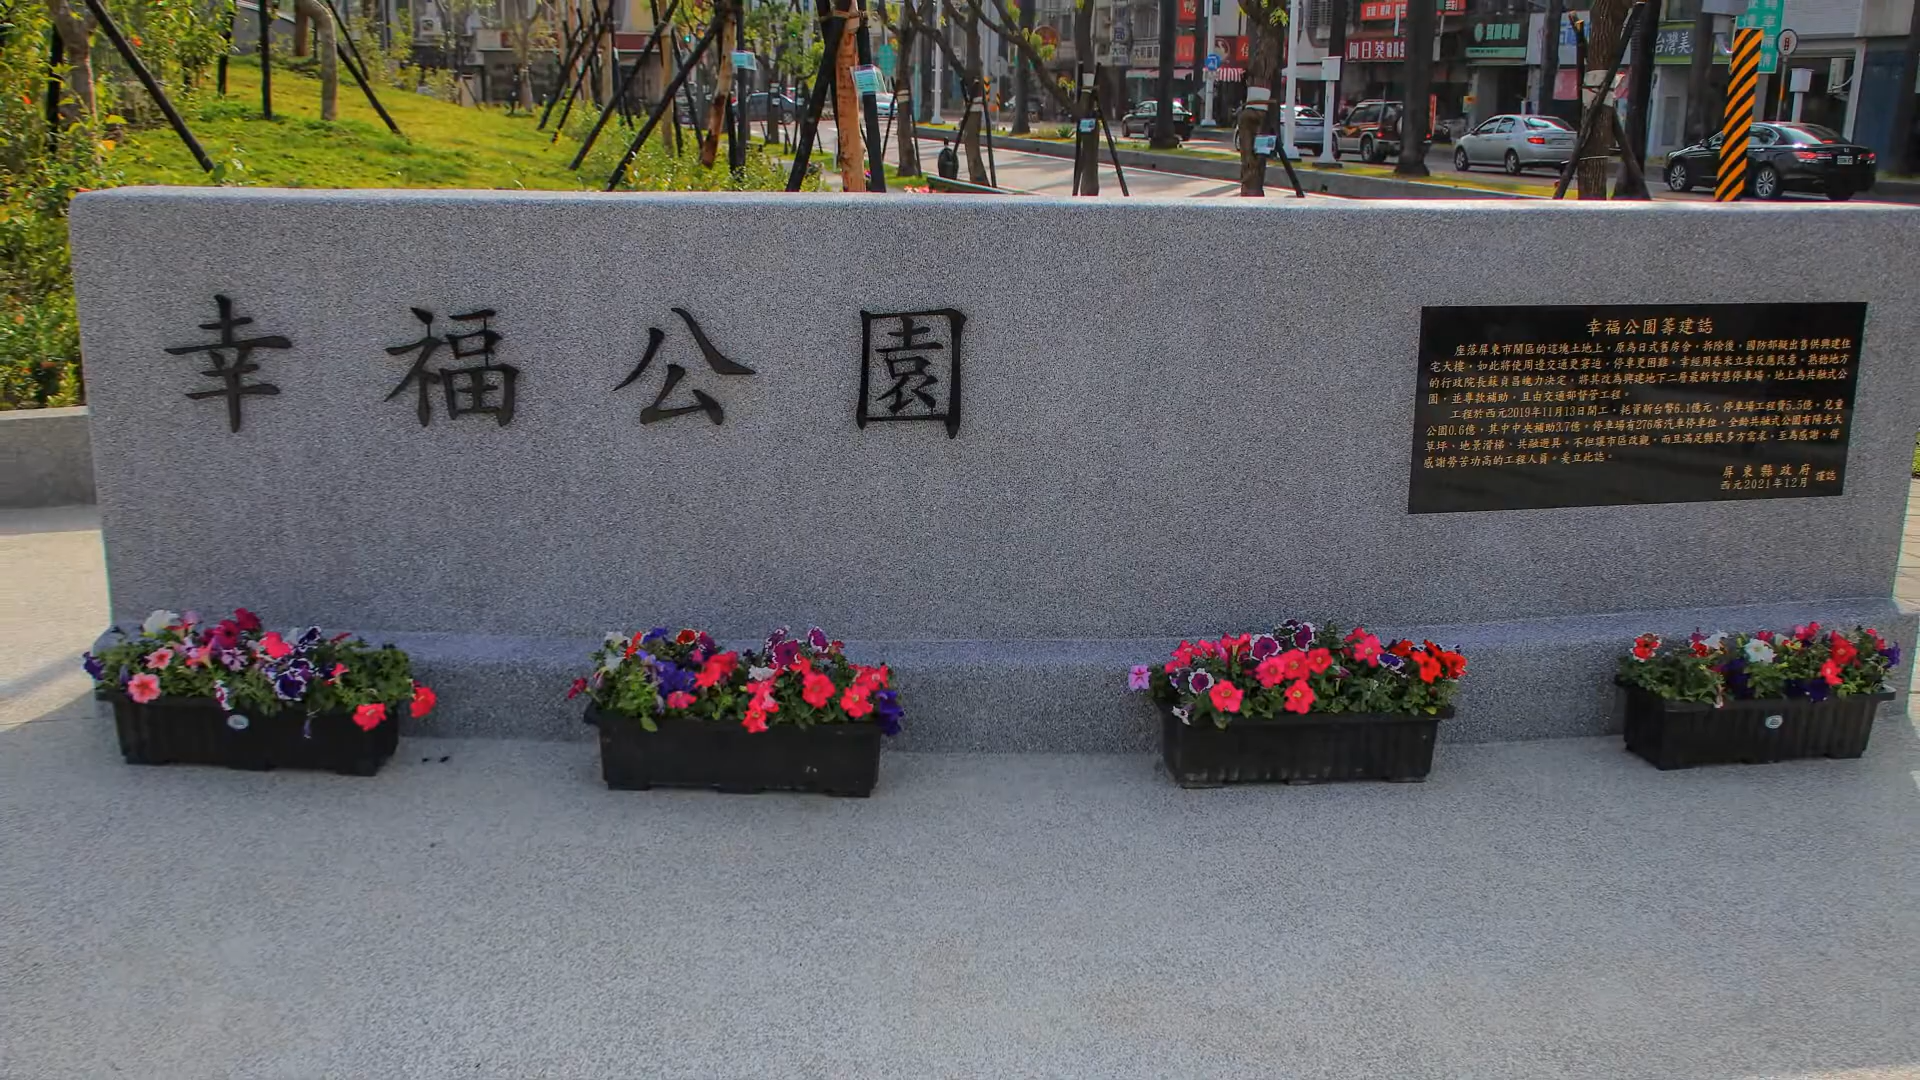 幸福公園
幸福公園籌建誌
座落屏東市鬧區的這塊土地上，原為日式舊房舍，拆除後，國防部擬出售供興建住
宅大樓，如此將使周邊交通更窘迫，停車更困難，幸經周春米立委反應民意，熟稔地方
的行政院長蘇貞昌魄力決定，將其改為興建地下二層最新智慧停車場，地上為共融式公
園，並專款補助，且由交通部督管工程。
工程於西元2019年11月13日開工，耗資新台幣6.1億元，停車場工程費5.5億，兒童
公園0.6億，其中中央補助3.7億。停車場有276席汽車停車位，全齡共融式公園有陽光大
草坪、地景滑梯、共融遊具，不但讓市區改觀，而且滿足縣民多方需求，至為感謝，併
感謝勞苦功高的工程人員。爰立此誌。
屏東縣政府 謹誌
西元2021年12月
向日葵
台灣美